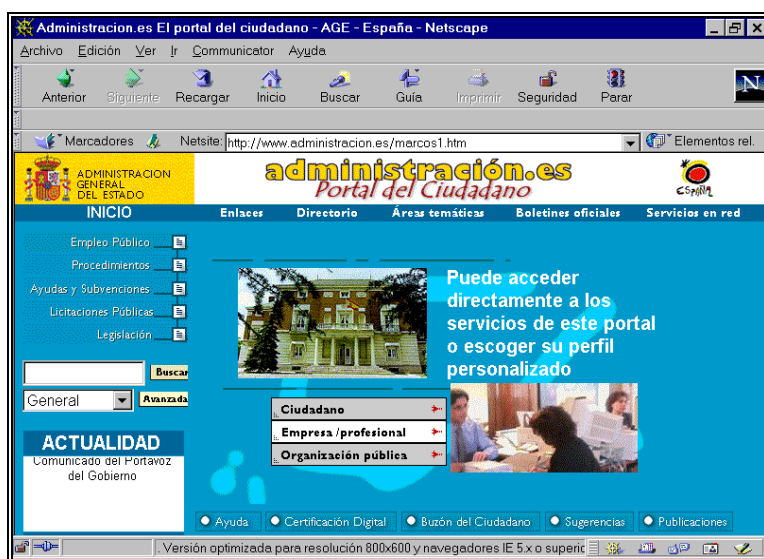 Administracion.es El portal del ciudadano - AGE - España - Netscape
Archivo Edición Ver Ir Communicator Ayuda
Anterior Siguiente Recargar Inicio Buscar Guía Imprimir Seguridad Parar
N
Marcadores Netsite: http://www.administracion.es/marcos1.htm Elementos rel.
ADMINISTRACION
GENERAL
DEL ESTADO
administración.es
Portal del Ciudadano
ESPAÑA
INICIO Enlaces Directorio Áreas temáticas Boletines oficiales Servicios en red
Empleo Público
Procedimientos
Ayudas y Subvenciones
Licitaciones Públicas
Legislación
Buscar
General Avanzada
ACTUALIDAD
Comunicado del Portavoz
del Gobierno
Puede acceder
directamente a los
servicios de este portal
o escoger su perfil
personalizado
Ciudadano
Empresa /profesional
Organización pública
Ayuda Certificación Digital Buzón del Ciudadano Sugerencias Publicaciones
. Versión optimizada para resolución 800x600 y navegadores IE 5.x o superic